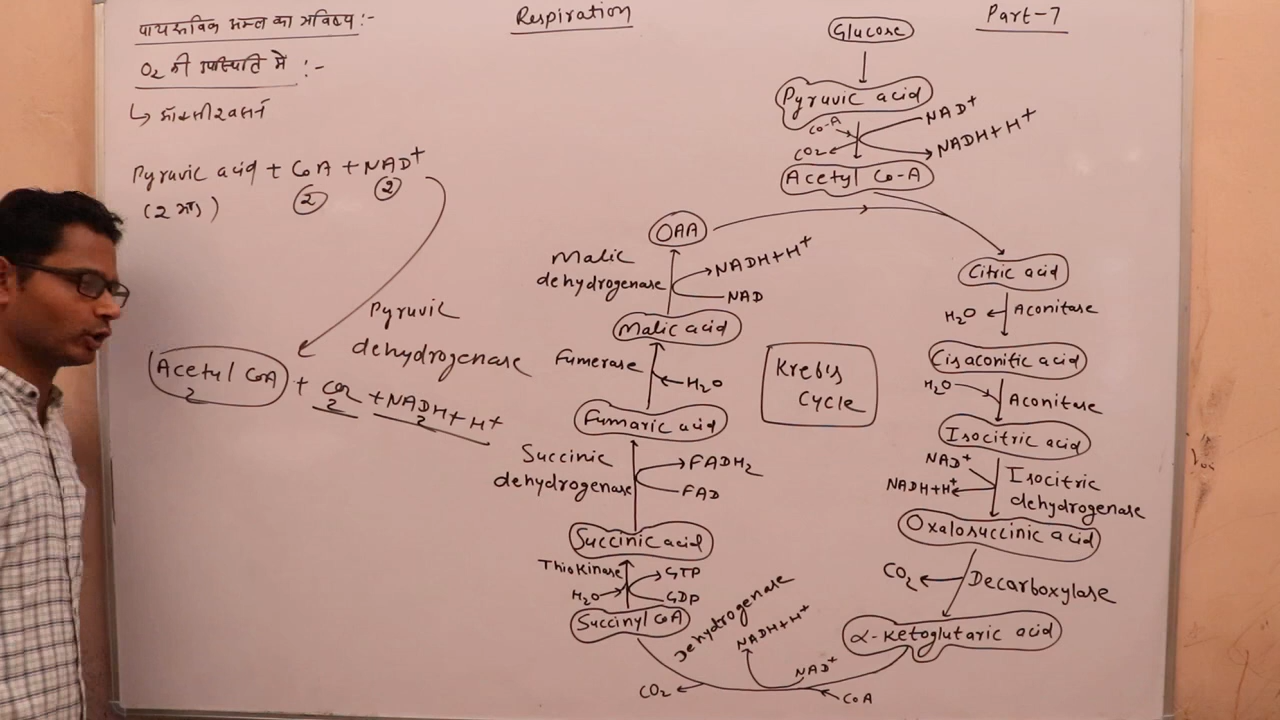 पायरूविक अम्ल का भविष्य :-
O₂ की उपस्थिति में :-
↳ ऑक्सीश्वसन
Pyruvic acid + CoA + NAD⁺
(2 अणु) 2 2
Pyruvic
dehydrogenase
Acetyl CoA + CO₂ + NADH + H⁺
2 2 2
Respiration
Part-7
Glucose
Pyruvic acid
Co-A
NAD⁺
CO₂
NADH+H⁺
Acetyl Co-A
OAA
Citric acid
H₂O
Aconitase
Cisaconitic acid
H₂O
Aconitase
Isocitric acid
NAD⁺
NADH+H⁺
Isocitric
dehydrogenase
Oxalosuccinic acid
CO₂
Decarboxylase
α-ketoglutaric acid
CoA
NAD⁺
NADH+H⁺
Dehydrogenase
CO₂
Succinyl CoA
H₂O
GDP
GTP
Thiokinase
Succinic acid
FAD
FADH₂
Succinic
dehydrogenase
Fumaric acid
H₂O
Fumerase
Malic acid
NAD
NADH+H⁺
Malic
dehydrogenase
Kreb's
Cycle